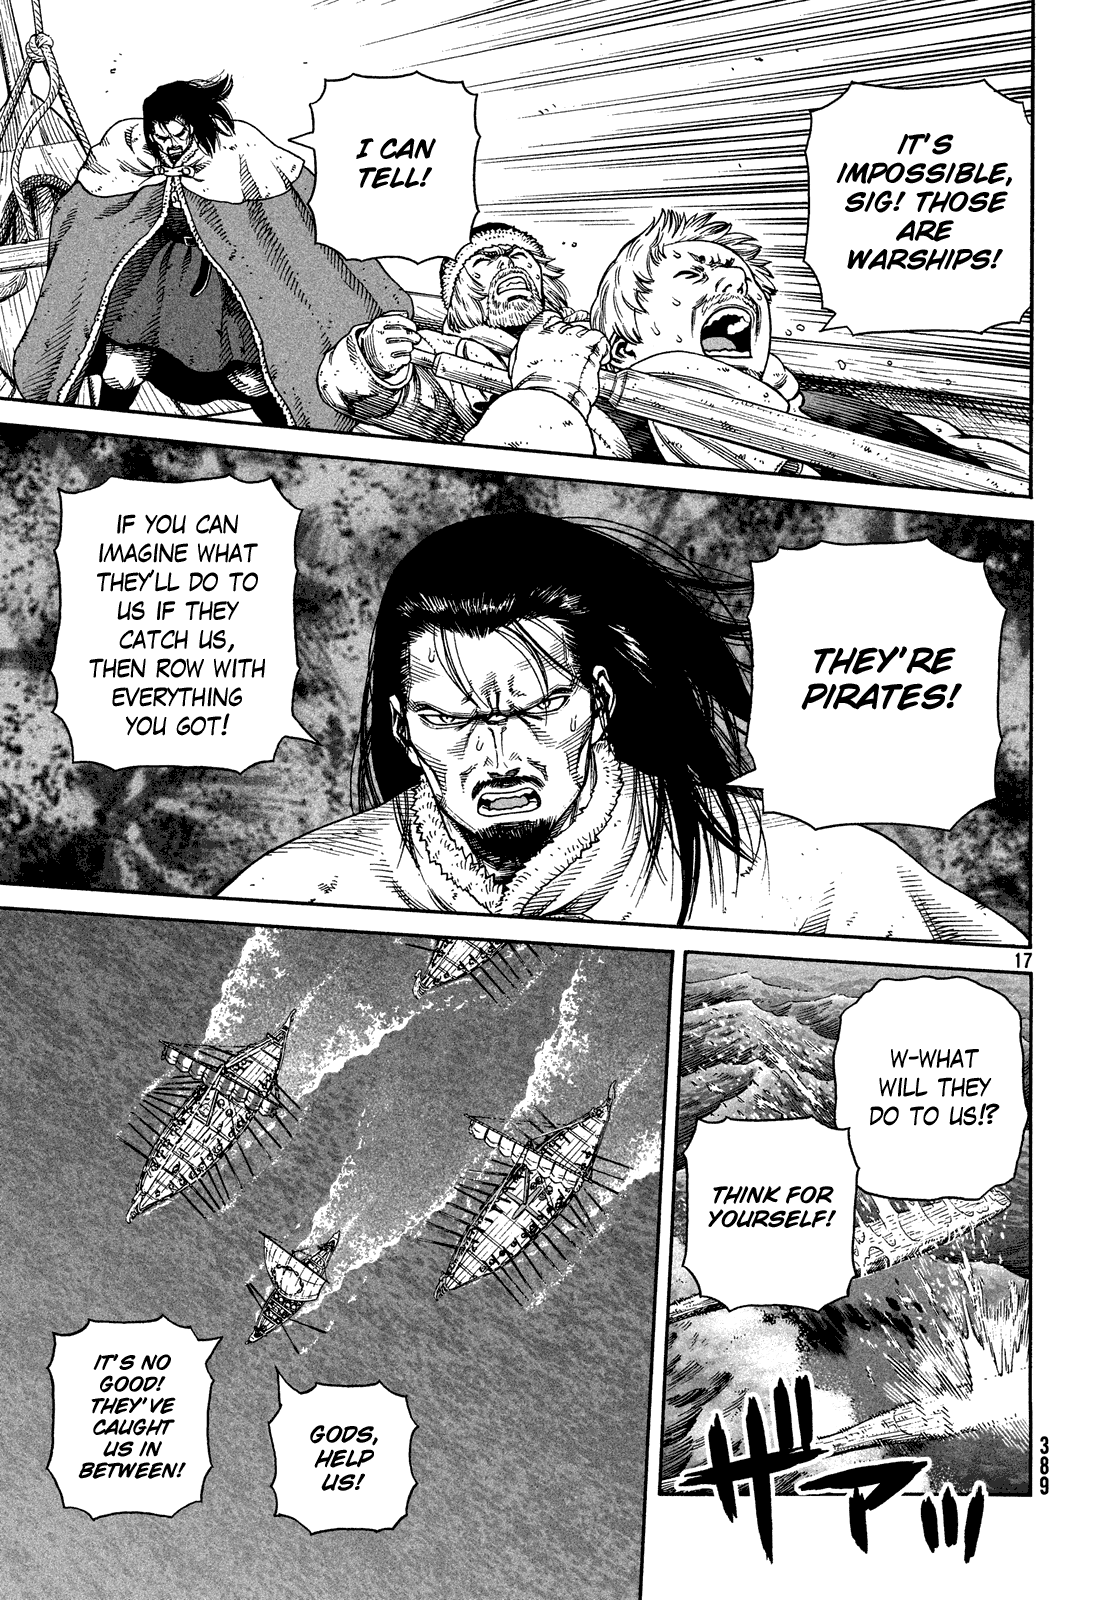 IT'S
IMPOSSIBLE,
SIG! THOSE
ARE
WARSHIPS!
I CAN
TELL!
THEY'RE
PIRATES!
IF YOU CAN
IMAGINE WHAT
THEY'LL DO TO
US IF THEY
CATCH US,
THEN ROW WITH
EVERYTHING
YOU GOT!
17
W-WHAT
WILL THEY
DO TO US!?
THINK FOR
YOURSELF!
ザアッ
389
GODS,
HELP
US!
IT'S NO
GOOD!
THEY'VE
CAUGHT
US IN
BETWEEN!